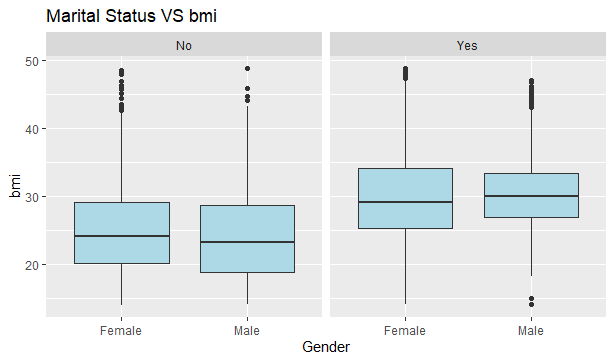 Marital Status VS bmi
No
Yes
50
40
30
20
bmi
Female
Male
Female
Male
Gender